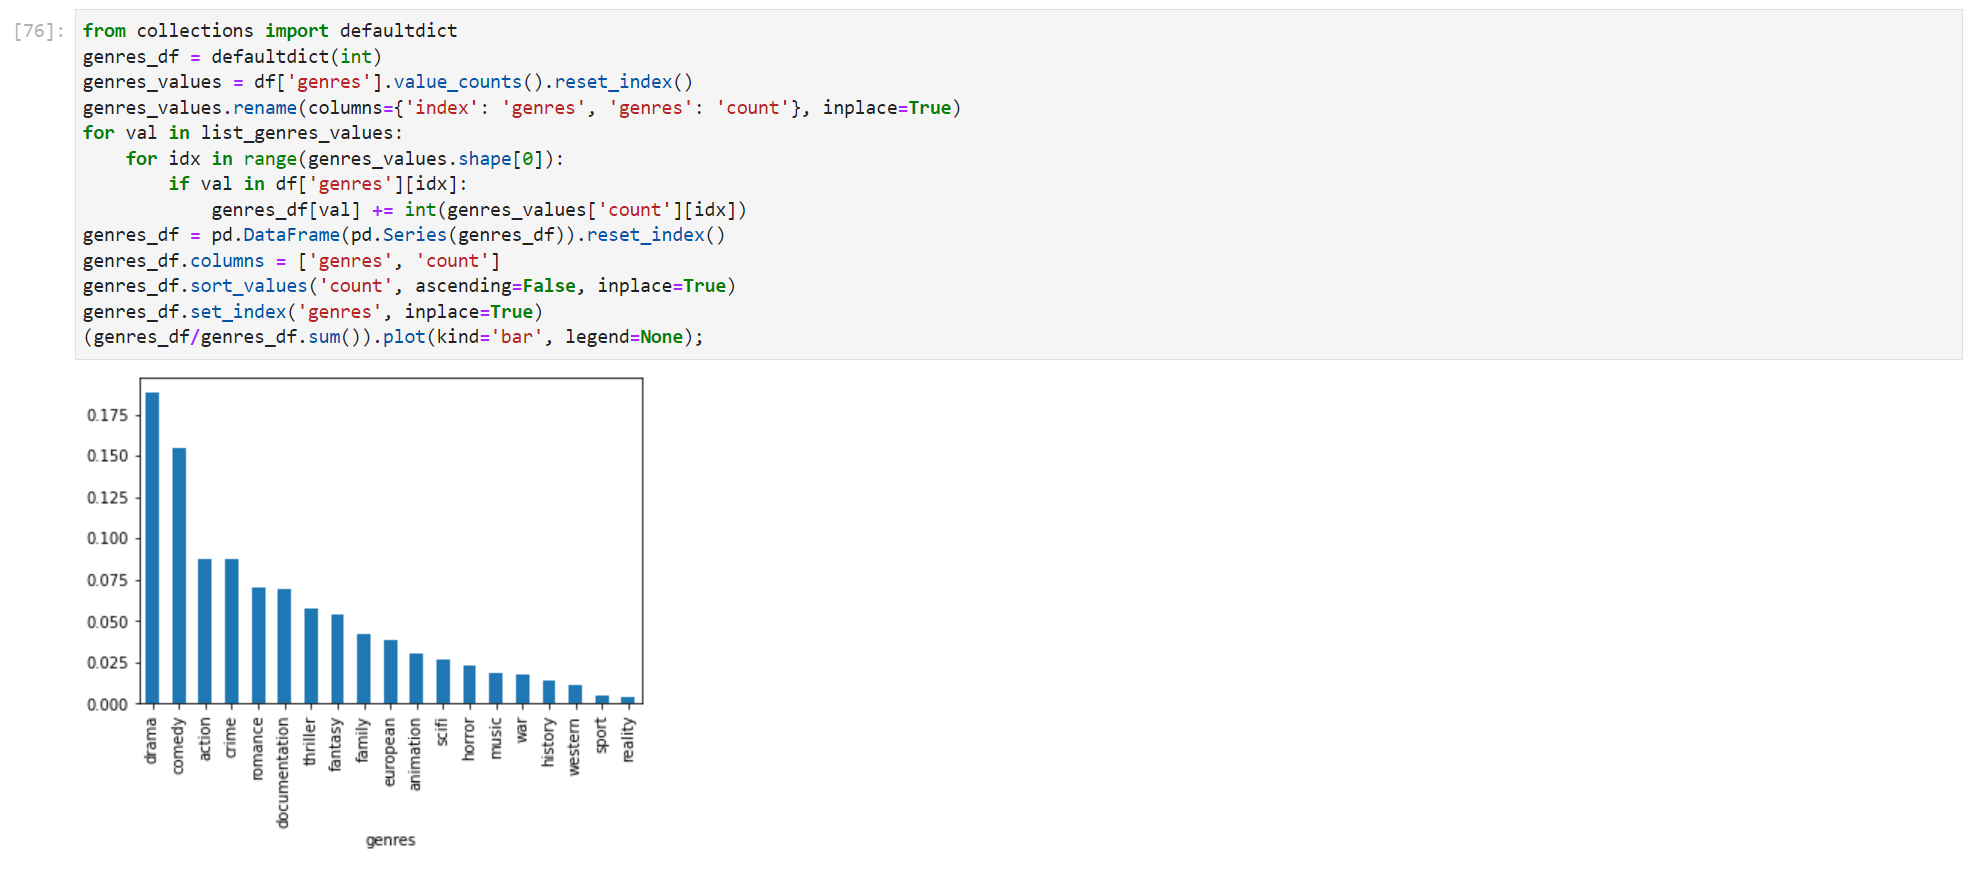 [76]:
from collections import defaultdict
genres_df = defaultdict(int)
genres_values = df['genres'].value_counts().reset_index()
genres_values.rename(columns={'index': 'genres', 'genres': 'count'}, inplace=True)
for val in list_genres_values:
    for idx in range(genres_values.shape[0]):
        if val in df['genres'][idx]:
            genres_df[val] += int(genres_values['count'][idx])
genres_df = pd.DataFrame(pd.Series(genres_df)).reset_index()
genres_df.columns = ['genres', 'count']
genres_df.sort_values('count', ascending=False, inplace=True)
genres_df.set_index('genres', inplace=True)
(genres_df/genres_df.sum()).plot(kind='bar', legend=None);
0.175
0.150
0.125
0.100
0.075
0.050
0.025
0.000
drama
comedy
action
crime
romance
documentation
thriller
fantasy
family
european
animation
scifi
horror
music
war
history
western
sport
reality
genres